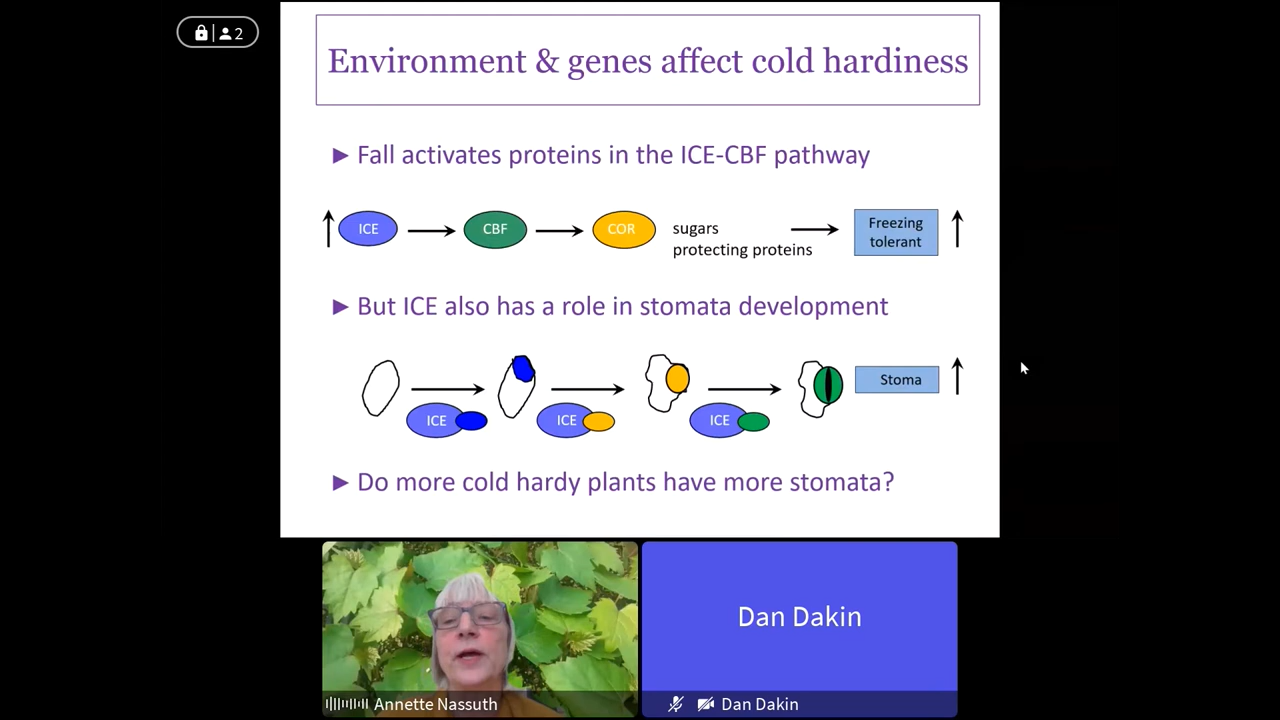 2
Environment & genes affect cold hardiness
► Fall activates proteins in the ICE-CBF pathway
ICE
CBF
COR
sugars
protecting proteins
Freezing
tolerant
► But ICE also has a role in stomata development
ICE
ICE
ICE
Stoma
► Do more cold hardy plants have more stomata?
Dan Dakin
Annette Nassuth
Dan Dakin